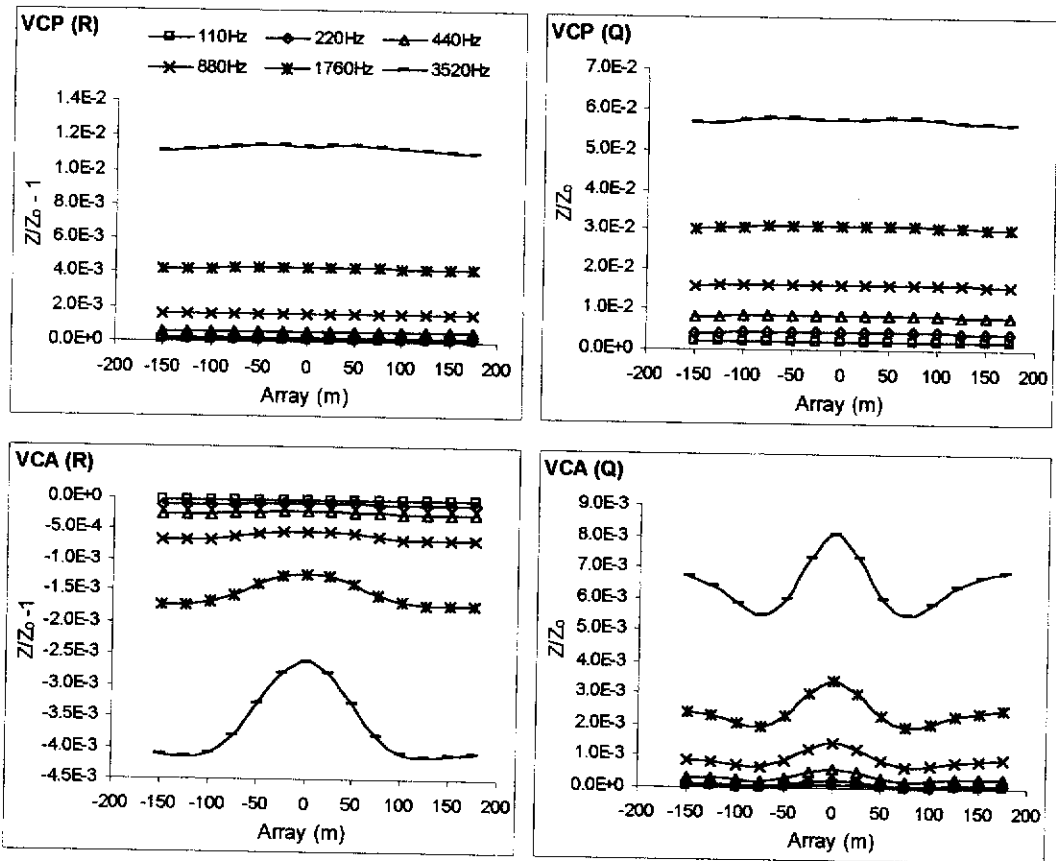 VCP (R)
110Hz 220Hz 440Hz
880Hz 1760Hz 3520Hz
1.4E-2
1.2E-2
1.0E-2
8.0E-3
6.0E-3
4.0E-3
2.0E-3
0.0E+0
Z/Zo - 1
-200 -150 -100 -50 0 50 100 150 200
Array (m)
VCP (Q)
7.0E-2
6.0E-2
5.0E-2
4.0E-2
3.0E-2
2.0E-2
1.0E-2
0.0E+0
Z/Zo
-200 -150 -100 -50 0 50 100 150 200
Array (m)
VCA (R)
0.0E+0
-5.0E-4
-1.0E-3
-1.5E-3
-2.0E-3
-2.5E-3
-3.0E-3
-3.5E-3
-4.0E-3
-4.5E-3
Z/Zo - 1
-200 -150 -100 -50 0 50 100 150 200
Array (m)
VCA (Q)
9.0E-3
8.0E-3
7.0E-3
6.0E-3
5.0E-3
4.0E-3
3.0E-3
2.0E-3
1.0E-3
0.0E+0
Z/Zo
-200 -150 -100 -50 0 50 100 150 200
Array (m)